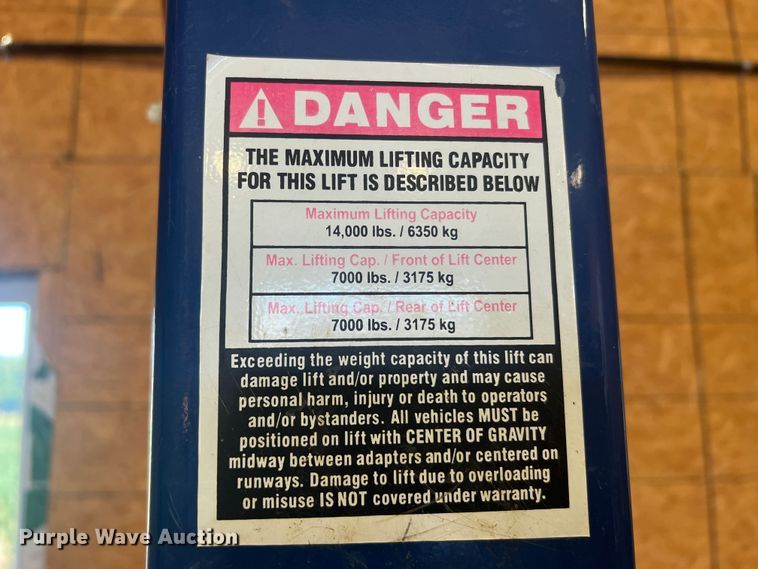 DANGER
THE MAXIMUM LIFTING CAPACITY
FOR THIS LIFT IS DESCRIBED BELOW
Maximum Lifting Capacity
14,000 lbs. / 6350 kg
Max. Lifting Cap. / Front of Lift Center
7000 lbs. / 3175 kg
Max. Lifting Cap. / Rear of Lift Center
7000 lbs. / 3175 kg
Exceeding the weight capacity of this lift can
damage lift and/or property and may cause
personal harm, injury or death to operators
and/or bystanders. All vehicles MUST be
positioned on lift with CENTER OF GRAVITY
midway between adapters and/or centered on
runways. Damage to lift due to overloading
or misuse IS NOT covered under warranty.
Purple Wave Auction